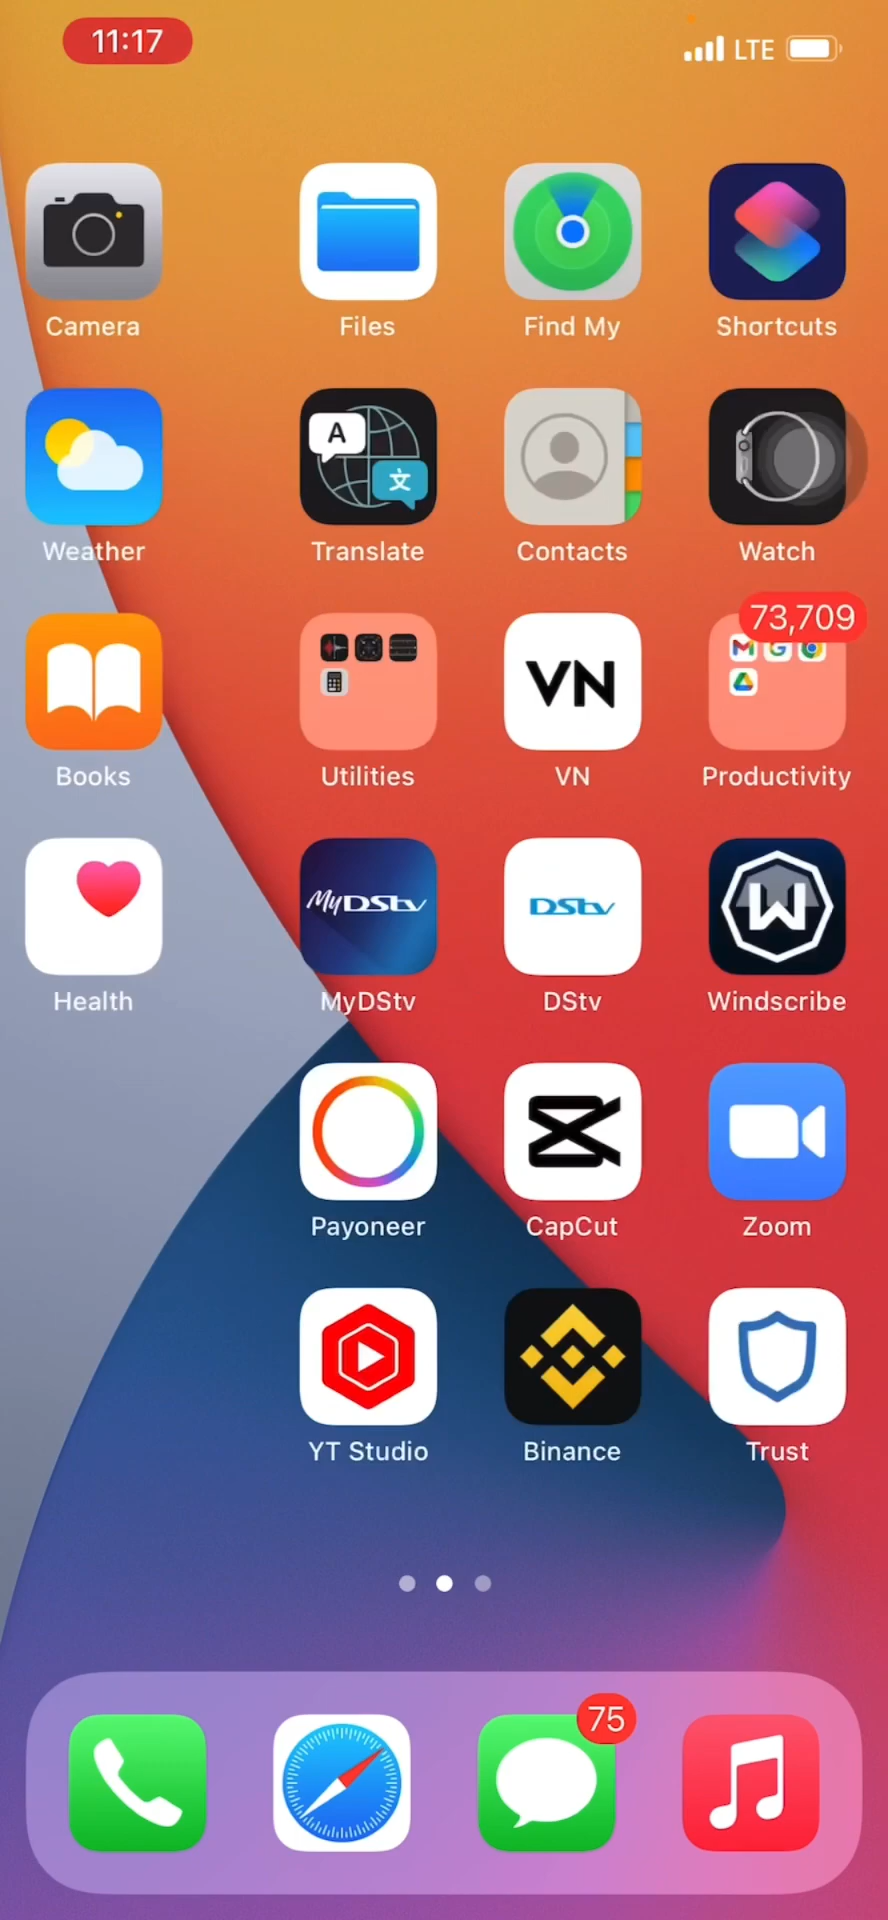 11:17 LTE
Camera Files Find My Shortcuts
A 文
Weather Translate Contacts Watch
73,709
VN
Books Utilities VN Productivity
MyDStv DStv W
Health MyDStv DStv Windscribe
Payoneer CapCut Zoom
YT Studio Binance Trust
75